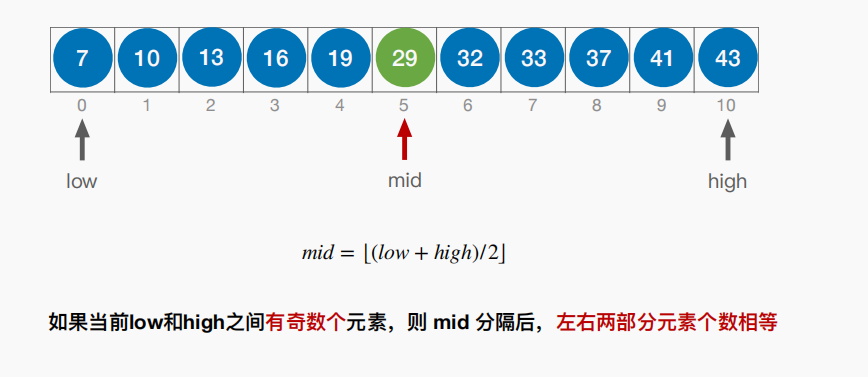 7 10 13 16 19 29 32 33 37 41 43
0 1 2 3 4 5 6 7 8 9 10
low mid high
mid = ⌊(low + high)/2⌋
如果当前low和high之间有奇数个元素，则 mid 分隔后，左右两部分元素个数相等